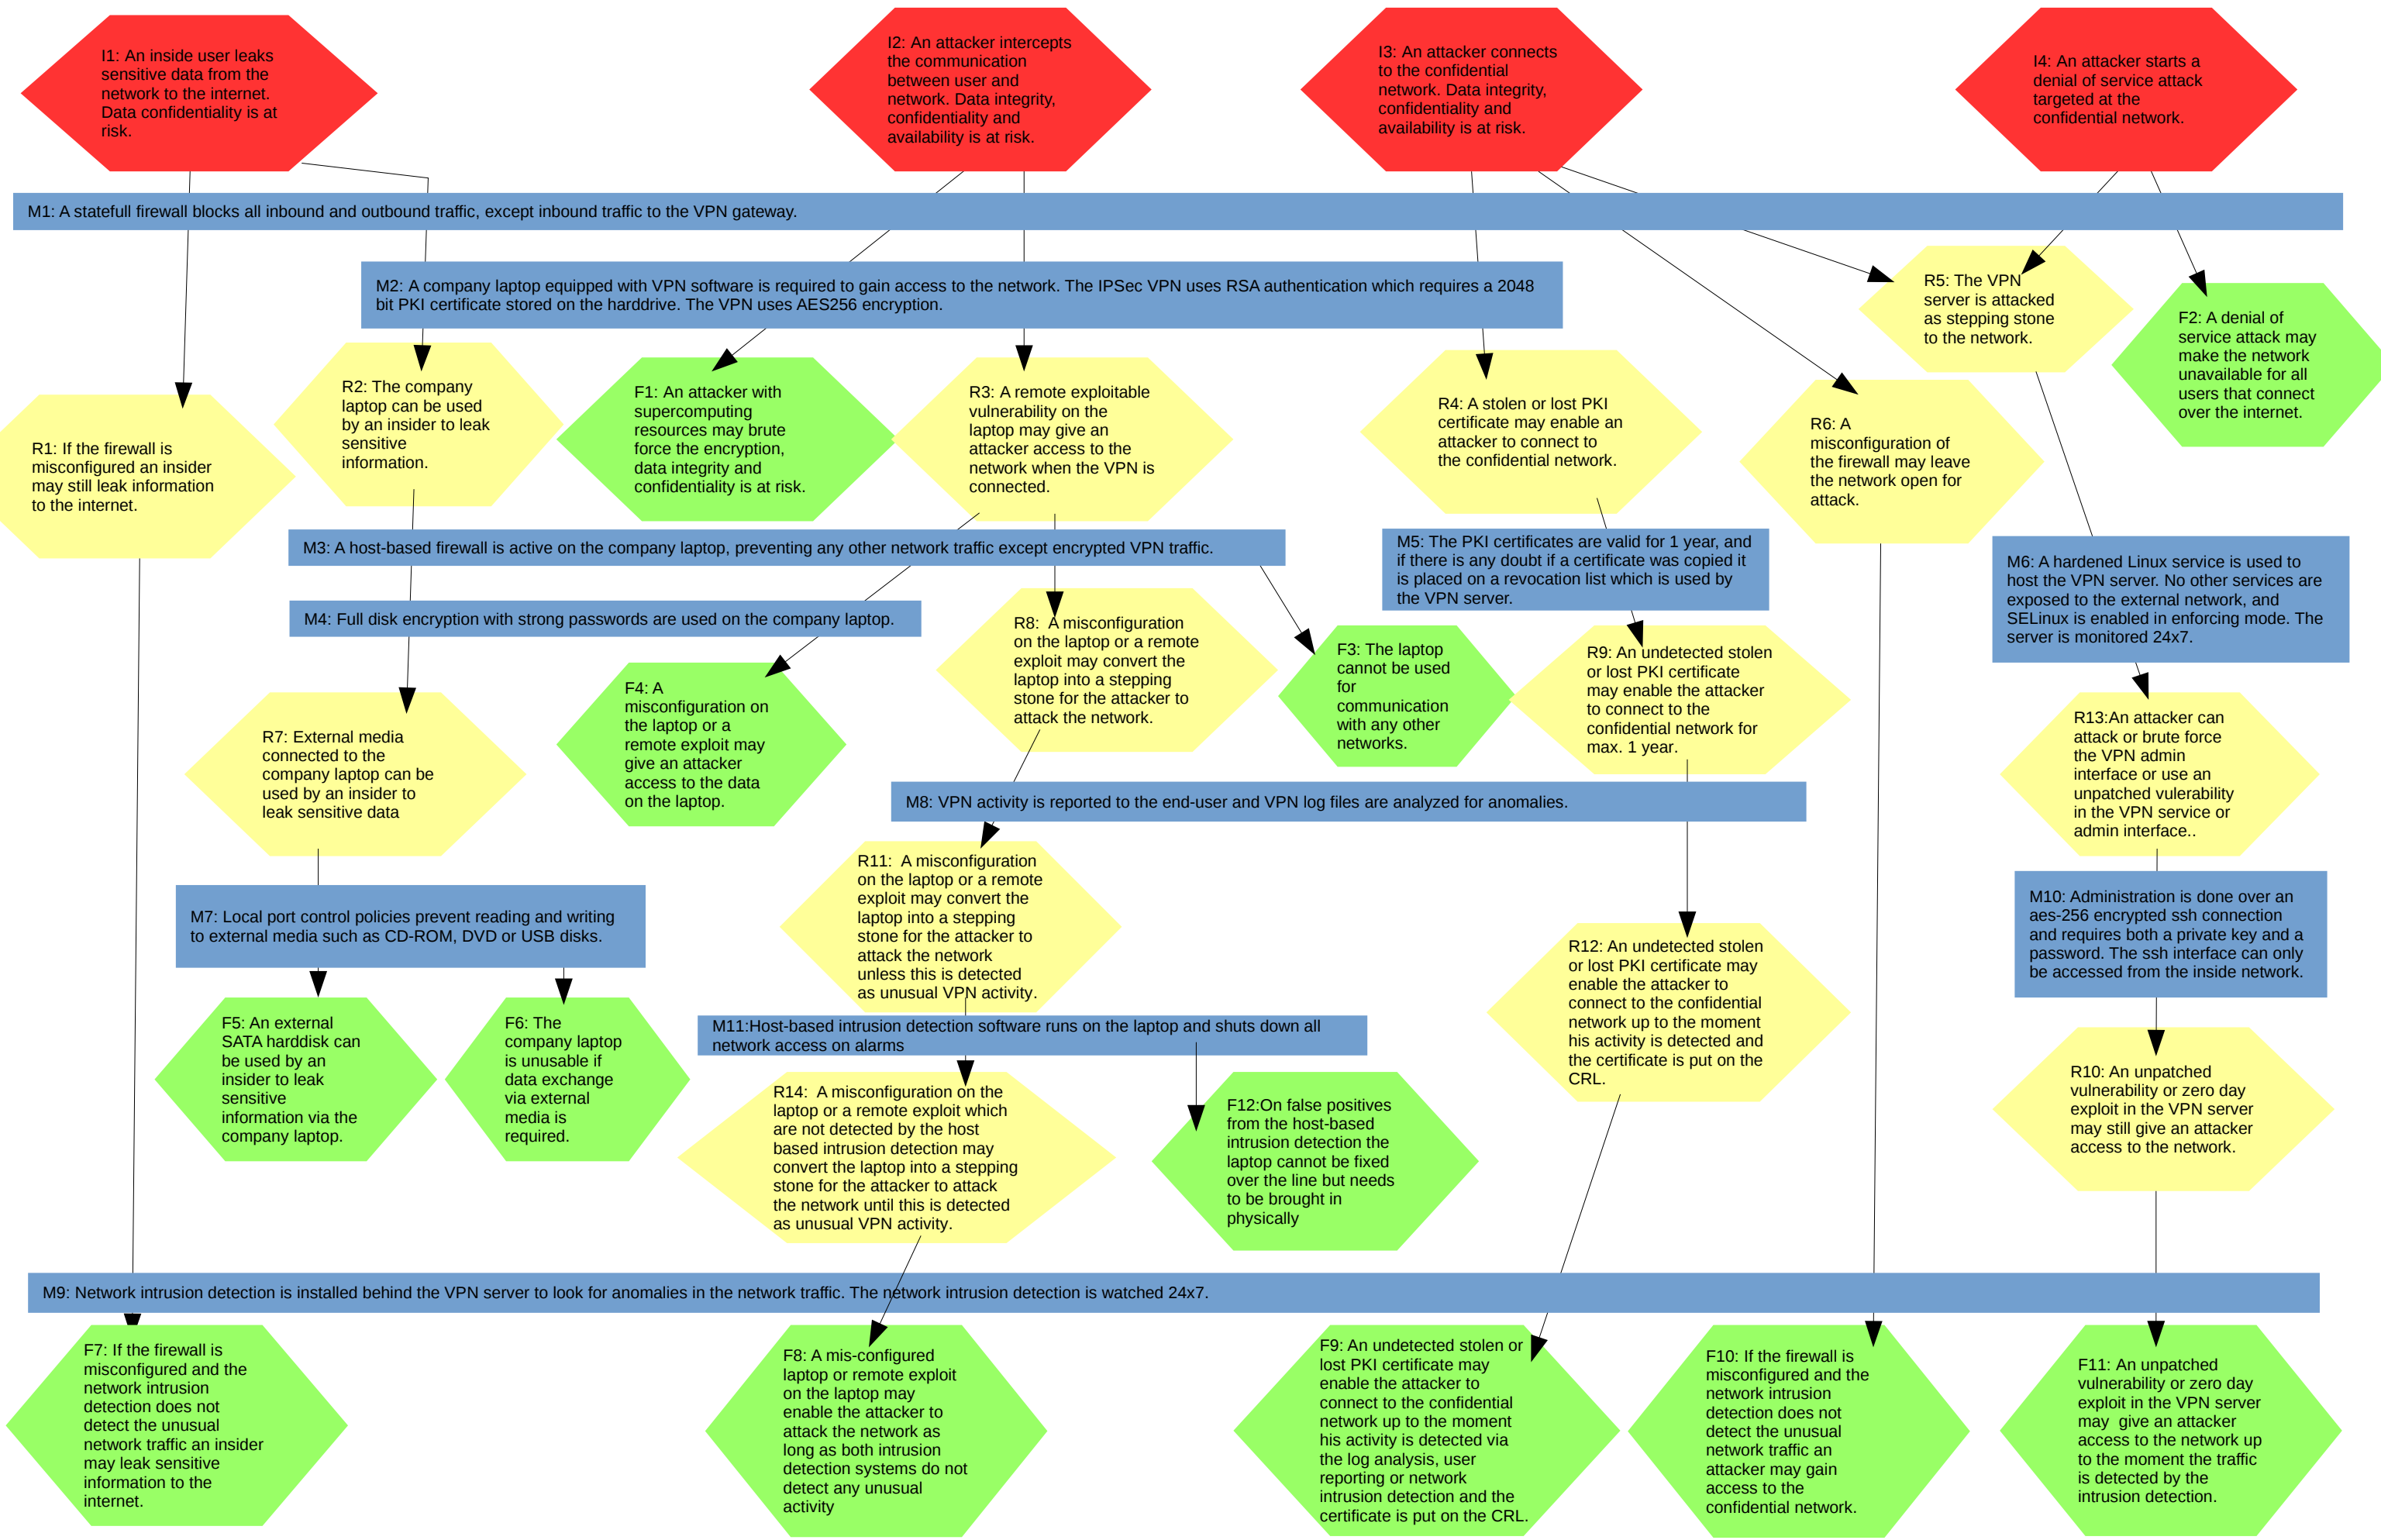 I1: An inside user leaks
sensitive data from the
network to the internet.
Data confidentiality is at
risk.
I2: An attacker intercepts
the communication
between user and
network. Data integrity,
confidentiality and
availability is at risk.
I3: An attacker connects
to the confidential
network. Data integrity,
confidentiality and
availability is at risk.
I4: An attacker starts a
denial of service attack
targeted at the
confidential network.
M1: A statefull firewall blocks all inbound and outbound traffic, except inbound traffic to the VPN gateway.
M2: A company laptop equipped with VPN software is required to gain access to the network. The IPSec VPN uses RSA authentication which requires a 2048
bit PKI certificate stored on the harddrive. The VPN uses AES256 encryption.
R5: The VPN
server is attacked
as stepping stone
to the network.
F2: A denial of
service attack may
make the network
unavailable for all
users that connect
over the internet.
R1: If the firewall is
misconfigured an insider
may still leak information
to the internet.
R2: The company
laptop can be used
by an insider to leak
sensitive
information.
F1: An attacker with
supercomputing
resources may brute
force the encryption,
data integrity and
confidentiality is at risk.
R3: A remote exploitable
vulnerability on the
laptop may give an
attacker access to the
network when the VPN is
connected.
R4: A stolen or lost PKI
certificate may enable an
attacker to connect to
the confidential network.
R6: A
misconfiguration of
the firewall may leave
the network open for
attack.
M3: A host-based firewall is active on the company laptop, preventing any other network traffic except encrypted VPN traffic.
M5: The PKI certificates are valid for 1 year, and
if there is any doubt if a certificate was copied it
is placed on a revocation list which is used by
the VPN server.
M6: A hardened Linux service is used to
host the VPN server. No other services are
exposed to the external network, and
SELinux is enabled in enforcing mode. The
server is monitored 24x7.
M4: Full disk encryption with strong passwords are used on the company laptop.
R7: External media
connected to the
company laptop can be
used by an insider to
leak sensitive data
F4: A
misconfiguration on
the laptop or a
remote exploit may
give an attacker
access to the data
on the laptop.
R8:  A misconfiguration
on the laptop or a remote
exploit may convert the
laptop into a stepping
stone for the attacker to
attack the network.
F3: The laptop
cannot be used
for
communication
with any other
networks.
R9: An undetected stolen
or lost PKI certificate
may enable the attacker
to connect to the
confidential network for
max. 1 year.
R13:An attacker can
attack or brute force
the VPN admin
interface or use an
unpatched vulerability
in the VPN service or
admin interface..
M8: VPN activity is reported to the end-user and VPN log files are analyzed for anomalies.
M7: Local port control policies prevent reading and writing
to external media such as CD-ROM, DVD or USB disks.
R11:  A misconfiguration
on the laptop or a remote
exploit may convert the
laptop into a stepping
stone for the attacker to
attack the network
unless this is detected
as unusual VPN activity.
R12: An undetected stolen
or lost PKI certificate may
enable the attacker to
connect to the confidential
network up to the moment
his activity is detected and
the certificate is put on the
CRL.
M10: Administration is done over an
aes-256 encrypted ssh connection
and requires both a private key and a
password. The ssh interface can only
be accessed from the inside network.
F5: An external
SATA harddisk can
be used by an
insider to leak
sensitive
information via the
company laptop.
F6: The
company laptop
is unusable if
data exchange
via external
media is
required.
M11:Host-based intrusion detection software runs on the laptop and shuts down all
network access on alarms
R14:  A misconfiguration on the
laptop or a remote exploit which
are not detected by the host
based intrusion detection may
convert the laptop into a stepping
stone for the attacker to attack
the network until this is detected
as unusual VPN activity.
F12:On false positives
from the host-based
intrusion detection the
laptop cannot be fixed
over the line but needs
to be brought in
physically
R10: An unpatched
vulnerability or zero day
exploit in the VPN server
may still give an attacker
access to the network.
M9: Network intrusion detection is installed behind the VPN server to look for anomalies in the network traffic. The network intrusion detection is watched 24x7.
F7: If the firewall is
misconfigured and the
network intrusion
detection does not
detect the unusual
network traffic an insider
may leak sensitive
information to the
internet.
F8: A mis-configured
laptop or remote exploit
on the laptop may
enable the attacker to
attack the network as
long as both intrusion
detection systems do not
detect any unusual
activity
F9: An undetected stolen or
lost PKI certificate may
enable the attacker to
connect to the confidential
network up to the moment
his activity is detected via
the log analysis, user
reporting or network
intrusion detection and the
certificate is put on the CRL.
F10: If the firewall is
misconfigured and the
network intrusion
detection does not
detect the unusual
network traffic an
attacker may gain
access to the
confidential network.
F11: An unpatched
vulnerability or zero day
exploit in the VPN server
may  give an attacker
access to the network up
to the moment the traffic
is detected by the
intrusion detection.